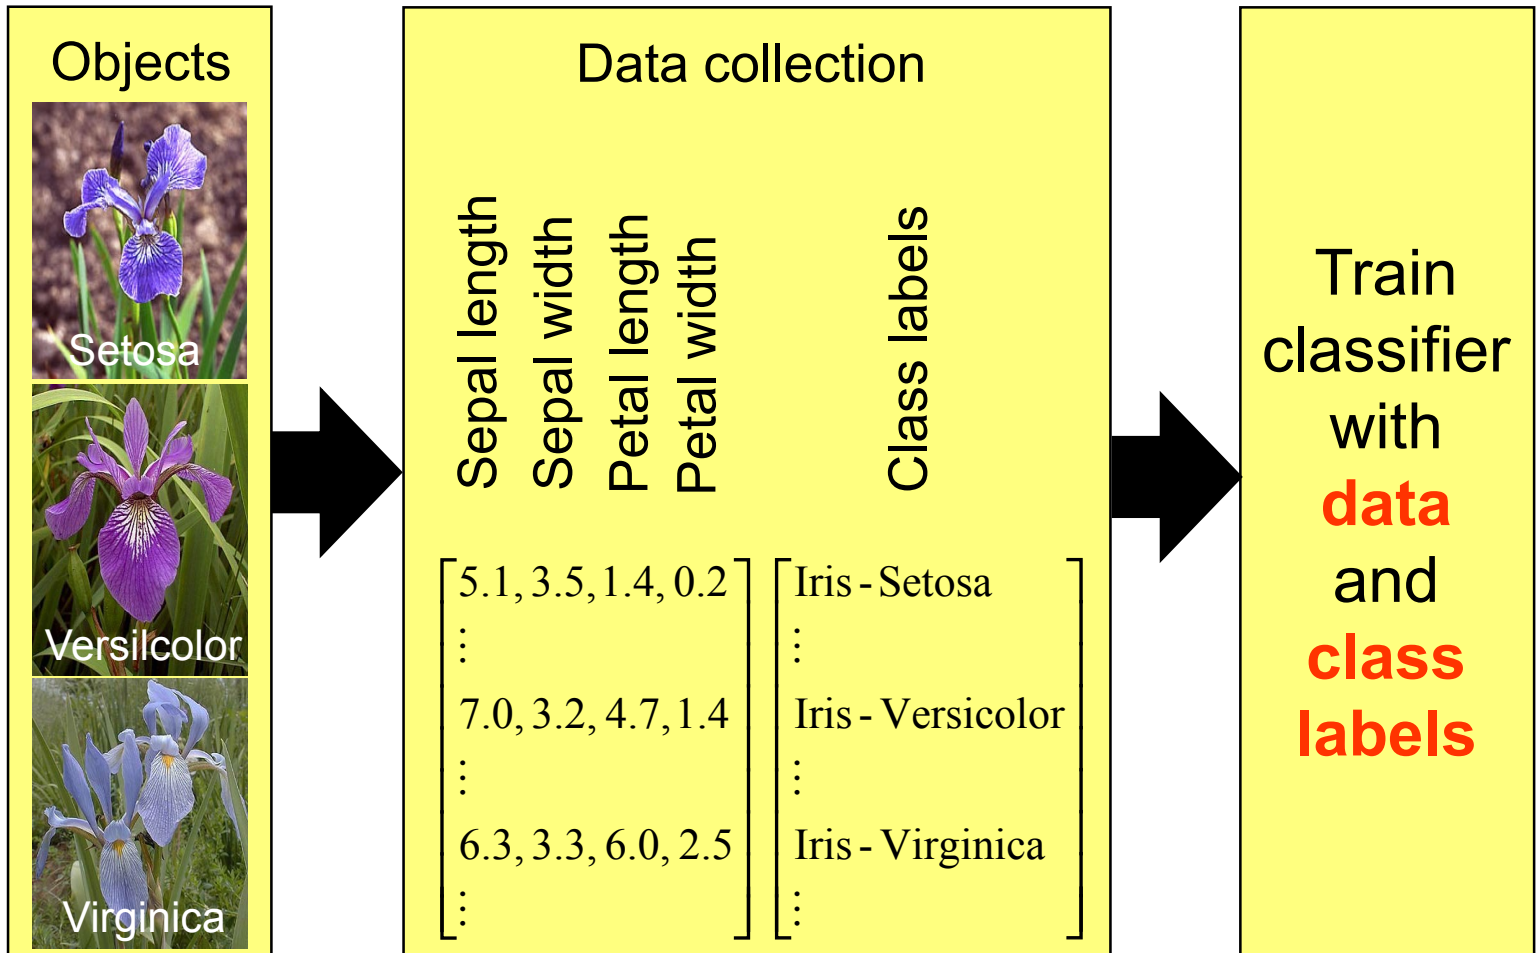 Objects
Setosa
Versilcolor
Virginica
Data collection
Sepal length
Sepal width
Petal length
Petal width
Class labels
5.1, 3.5, 1.4, 0.2
⋮
7.0, 3.2, 4.7, 1.4
⋮
6.3, 3.3, 6.0, 2.5
⋮
Iris - Setosa
⋮
Iris - Versicolor
⋮
Iris - Virginica
⋮
Train
classifier
with
data
and
class
labels